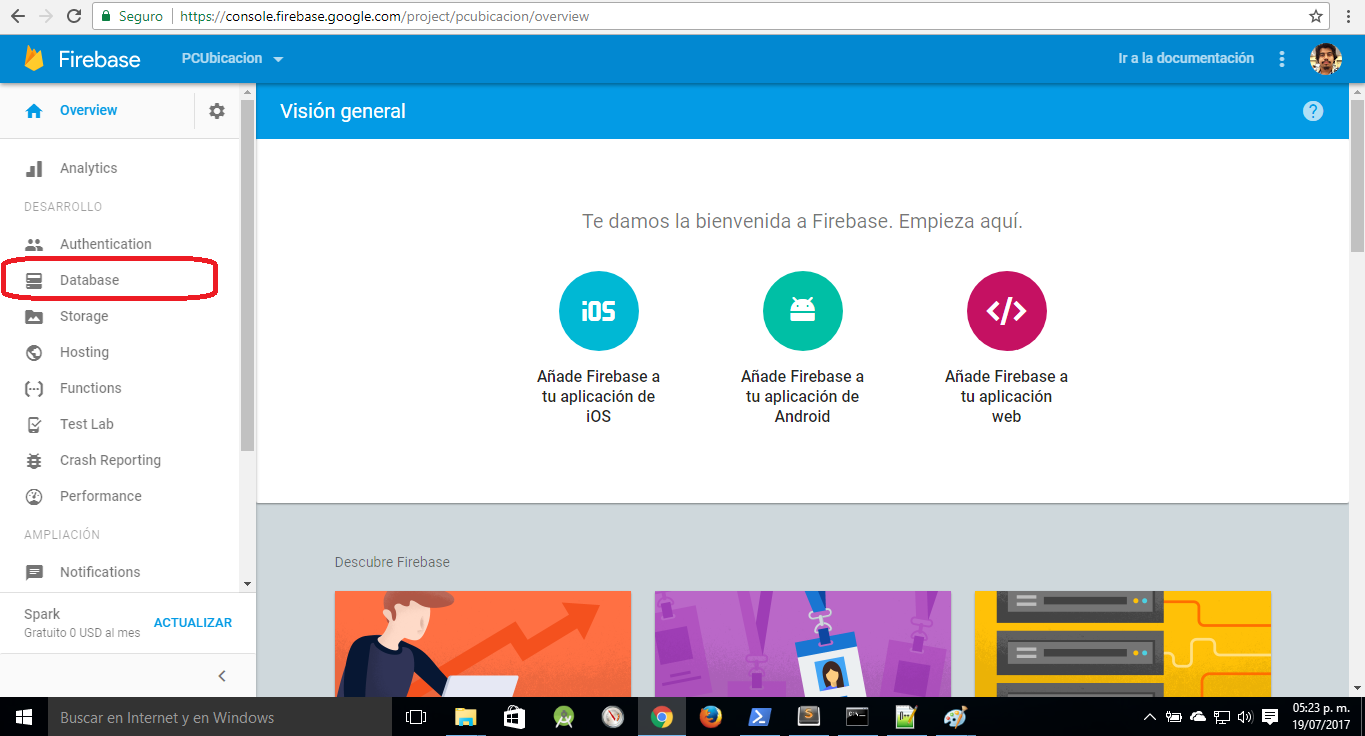 Seguro
https://console.firebase.google.com/project/pcubicacion/overview
Firebase
PCUbicacion
Ir a la documentación
Overview
Visión general
Analytics
DESARROLLO
Authentication
Database
Storage
Hosting
Functions
Test Lab
Crash Reporting
Performance
AMPLIACIÓN
Notifications
Spark
Gratuito 0 USD al mes
ACTUALIZAR
Te damos la bienvenida a Firebase. Empieza aquí.
iOS
Añade Firebase a
tu aplicación de
iOS
Añade Firebase a
tu aplicación de
Android
Añade Firebase a
tu aplicación
web
Descubre Firebase
Buscar en Internet y en Windows
05:23 p. m.
19/07/2017